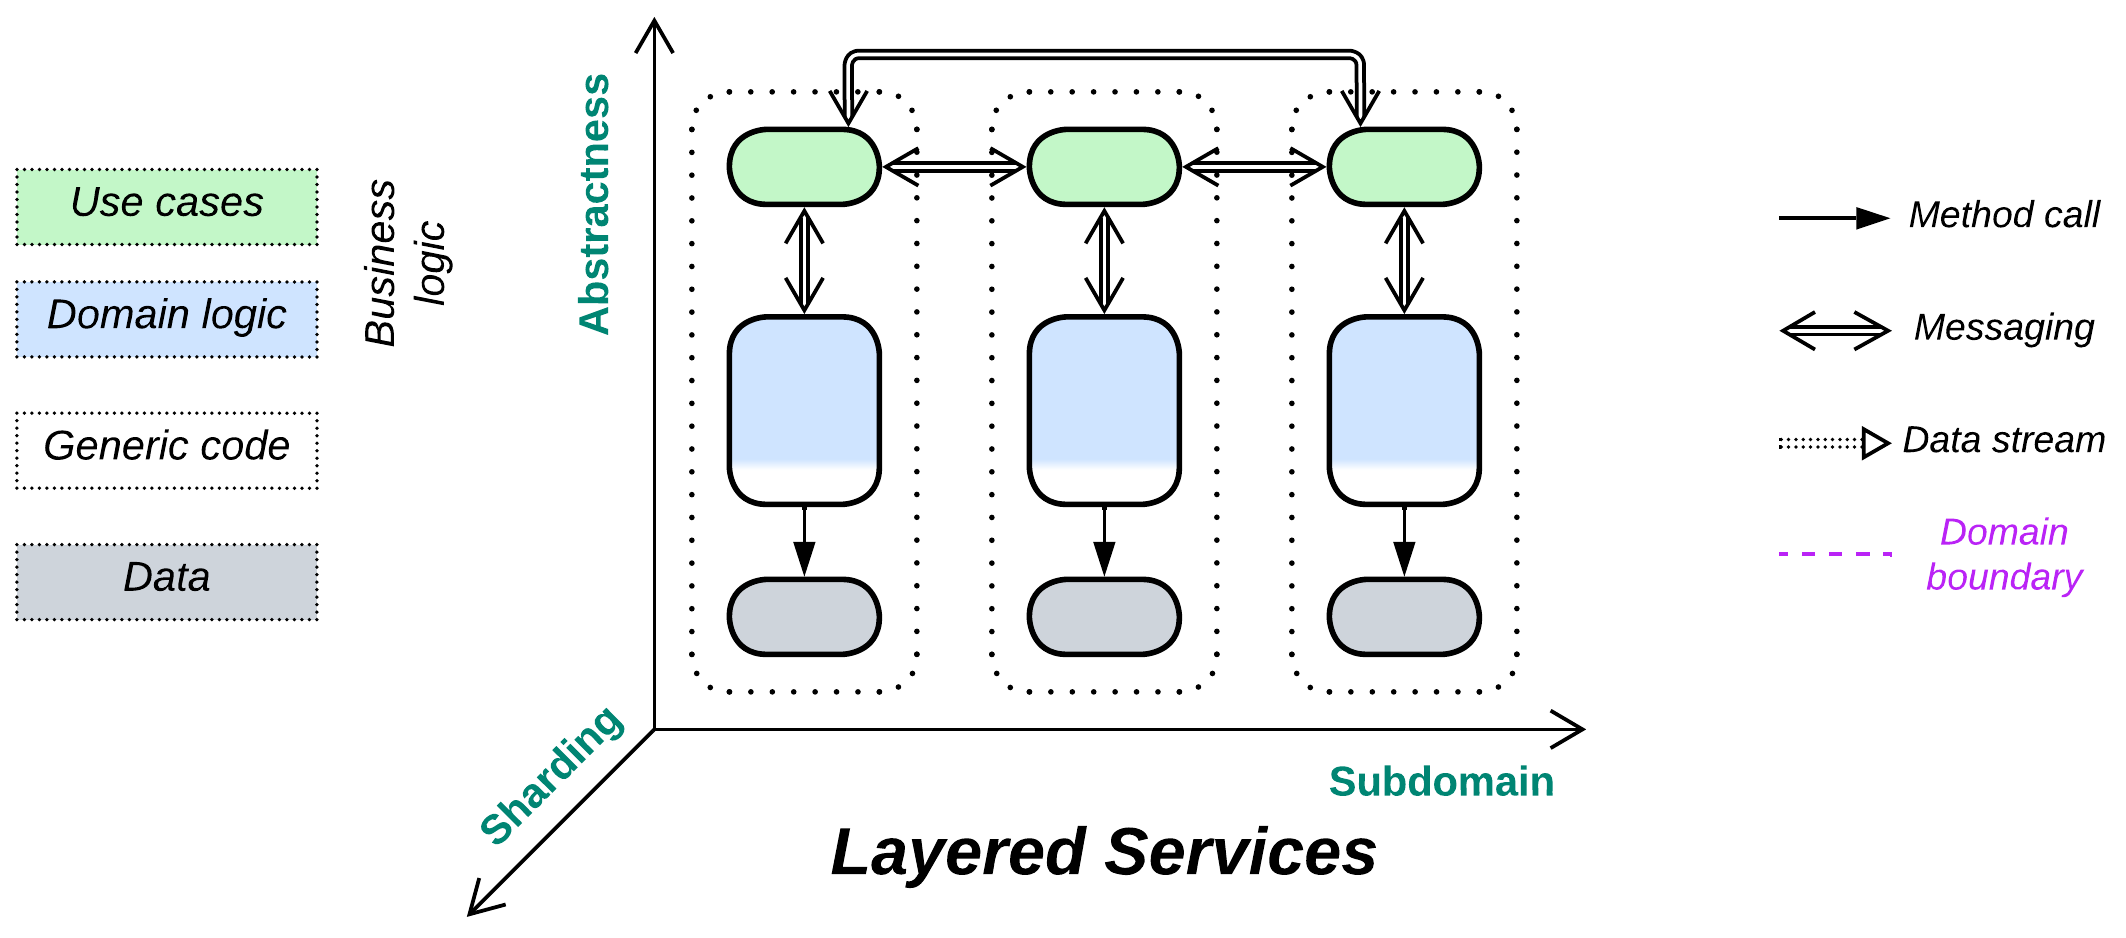 Use cases
Domain logic
Generic code
Data
Business
logic
Abstractness
Sharding
Subdomain
Layered Services
Method call
Messaging
Data stream
Domain
boundary